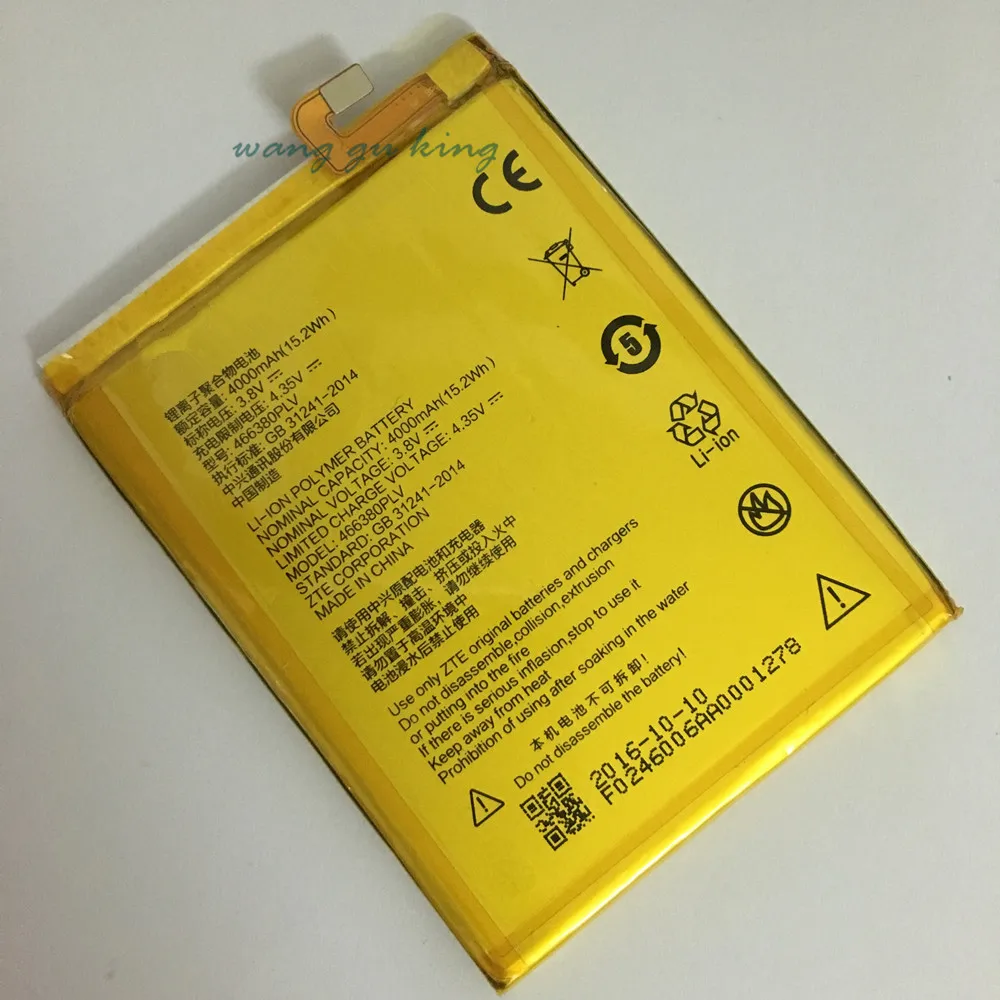 wang gu king
CE
锂离子聚合物电池
额定容量: 4000mAh(15.2Wh)
标称电压: 3.8V
充电限制电压: 4.35V
型号: 466380PLV
执行标准: GB 31241-2014
中兴通讯股份有限公司
中国制造
LI-ION POLYMER BATTERY
NOMINAL CAPACITY: 4000mAh(15.2Wh)
NOMINAL VOLTAGE: 3.8V
LIMITED CHARGE VOLTAGE: 4.35V
MODEL: 466380PLV
STANDARD: GB 31241-2014
ZTE CORPORATION
MADE IN CHINA
5
Li-ion
请使用中兴原配电池和充电器
禁止拆解、撞击、挤压或投入火中
若出现严重膨胀、请勿继续使用
请勿置于高温环境中
电池浸水后禁止使用
Use only ZTE original batteries and chargers
Do not disassemble,collision,extrusion
or putting into the fire
If there is serious inflasion,stop to use it
Keep away from heat
Prohibition of using after soaking in the water
本机电池不可拆卸!
Do not disassemble the battery!
2016-10-10
F0246006AA0001278